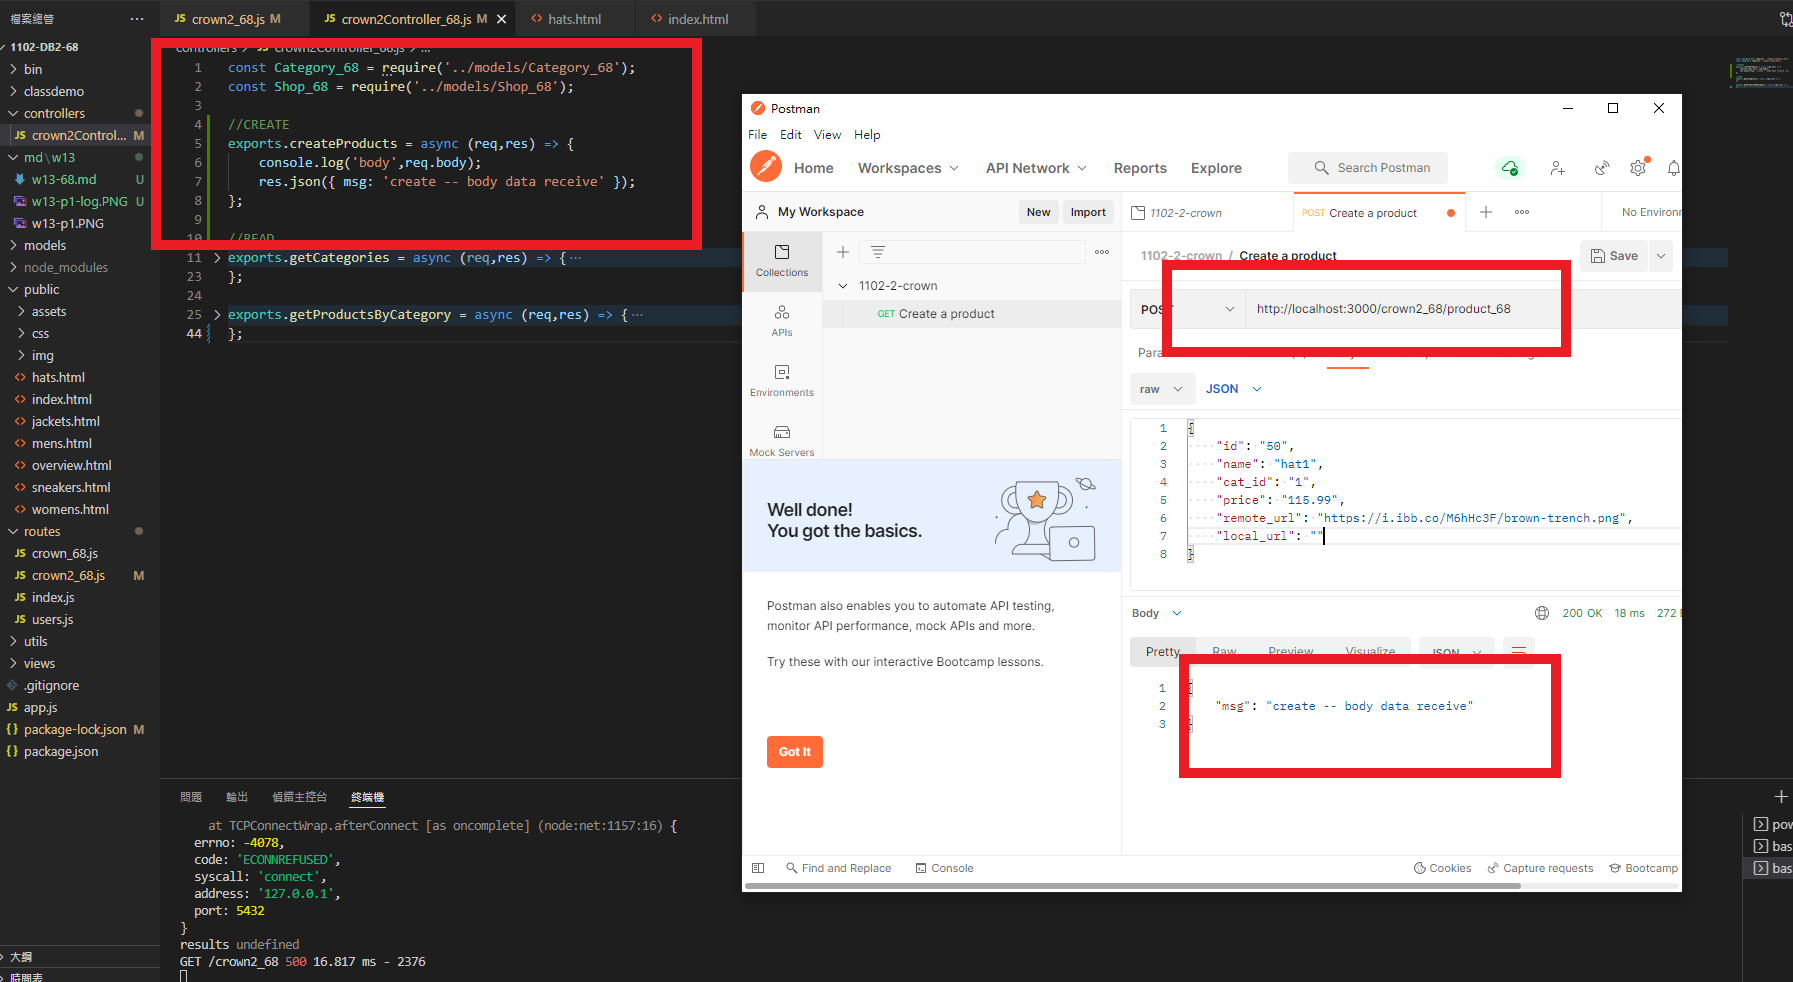 檔案總管
crown2_68.js M
crown2Controller_68.js M
hats.html
index.html
1102-DB2-68
bin
classdemo
controllers
crown2Control... M
md\w13
w13-68.md U
w13-p1-log.PNG U
w13-p1.PNG
models
node_modules
public
assets
css
img
hats.html
index.html
jackets.html
mens.html
overview.html
sneakers.html
womens.html
routes
crown_68.js
crown2_68.js M
index.js
users.js
utils
views
.gitignore
app.js
package-lock.json M
package.json
大綱
時間表
controllers > JS crown2Controller_68.js > ...
1 const Category_68 = require('../models/Category_68');
2 const Shop_68 = require('../models/Shop_68');
3
4 //CREATE
5 exports.createProducts = async (req,res) => {
6 console.log('body',req.body);
7 res.json({ msg: 'create -- body data receive' });
8 };
9
10 //READ
11 exports.getCategories = async (req,res) => {···
23 };
24
25 exports.getProductsByCategory = async (req,res) => {···
44 };
問題 輸出 偵錯主控台 終端機
at TCPConnectWrap.afterConnect [as oncomplete] (node:net:1157:16) {
errno: -4078,
code: 'ECONNREFUSED',
syscall: 'connect',
address: '127.0.0.1',
port: 5432
}
results undefined
GET /crown2_68 500 16.817 ms - 2376
pow
bas
bas
Postman
File Edit View Help
Home Workspaces API Network Reports Explore Search Postman
My Workspace New Import
1102-2-crown POST Create a product No Environ
Collections
APIs
Environments
Mock Servers
1102-2-crown
GET Create a product
Well done!
You got the basics.
Postman also enables you to automate API testing,
monitor API performance, mock APIs and more.
Try these with our interactive Bootcamp lessons.
Got It
1102-2-crown / Create a product Save
POST http://localhost:3000/crown2_68/product_68
Para
raw JSON
1 {
2 "id": "50",
3 "name": "hat1",
4 "cat_id": "1",
5 "price": "115.99",
6 "remote_url": "https://i.ibb.co/M6hHc3F/brown-trench.png",
7 "local_url": ""
8 }
Body 200 OK 18 ms 272
Pretty Raw Preview Visualize JSON
1 {
2 "msg": "create -- body data receive"
3 }
Find and Replace Console Cookies Capture requests Bootcamp